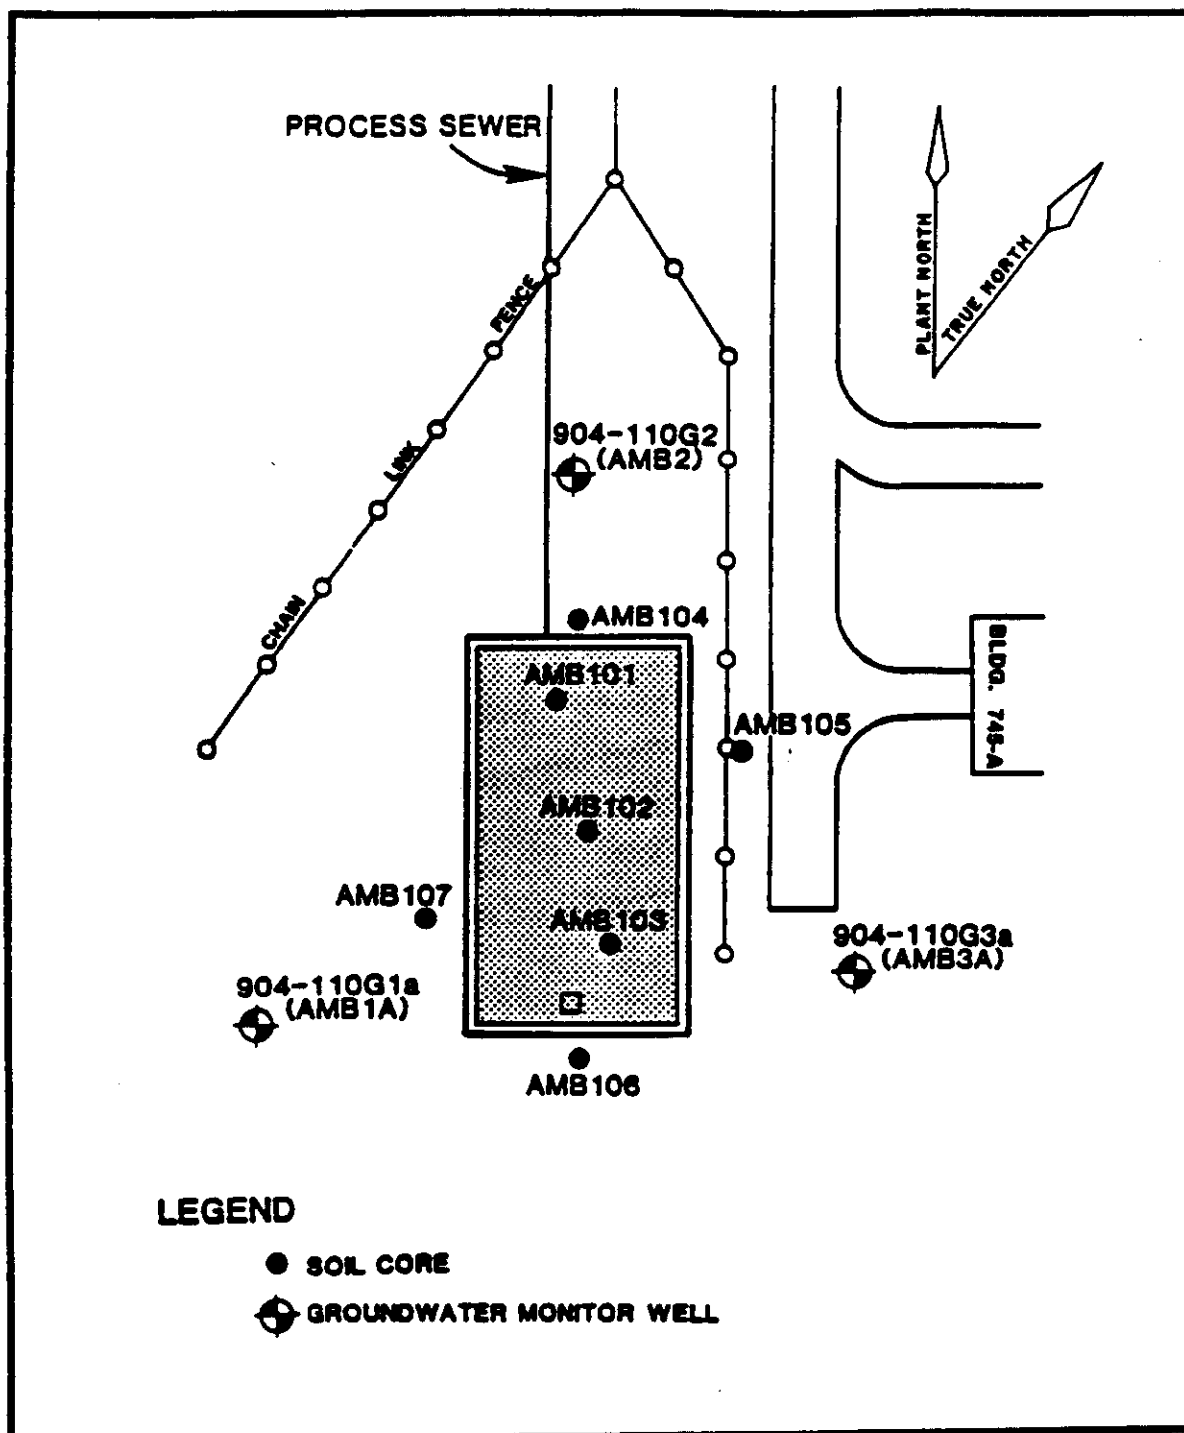 PROCESS SEWER
PLANT NORTH
TRUE NORTH
CHAIN LINK FENCE
904-110G2
(AMB2)
AMB104
AMB101
AMB105
BLDG. 745-A
AMB102
AMB107
AMB103
904-110G3a
(AMB3A)
904-110G1a
(AMB1A)
AMB106
LEGEND
SOIL CORE
GROUNDWATER MONITOR WELL